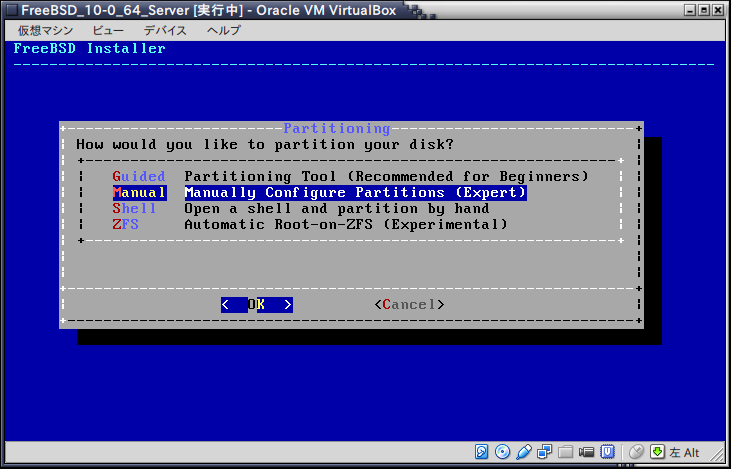 FreeBSD_10-0_64_Server [実行中] - Oracle VM VirtualBox
仮想マシン ビュー デバイス ヘルプ
FreeBSD Installer
Partitioning
How would you like to partition your disk?
Guided Partitioning Tool (Recommended for Beginners)
Manual Manually Configure Partitions (Expert)
Shell Open a shell and partition by hand
ZFS Automatic Root-on-ZFS (Experimental)
< OK > <Cancel>
左 Alt